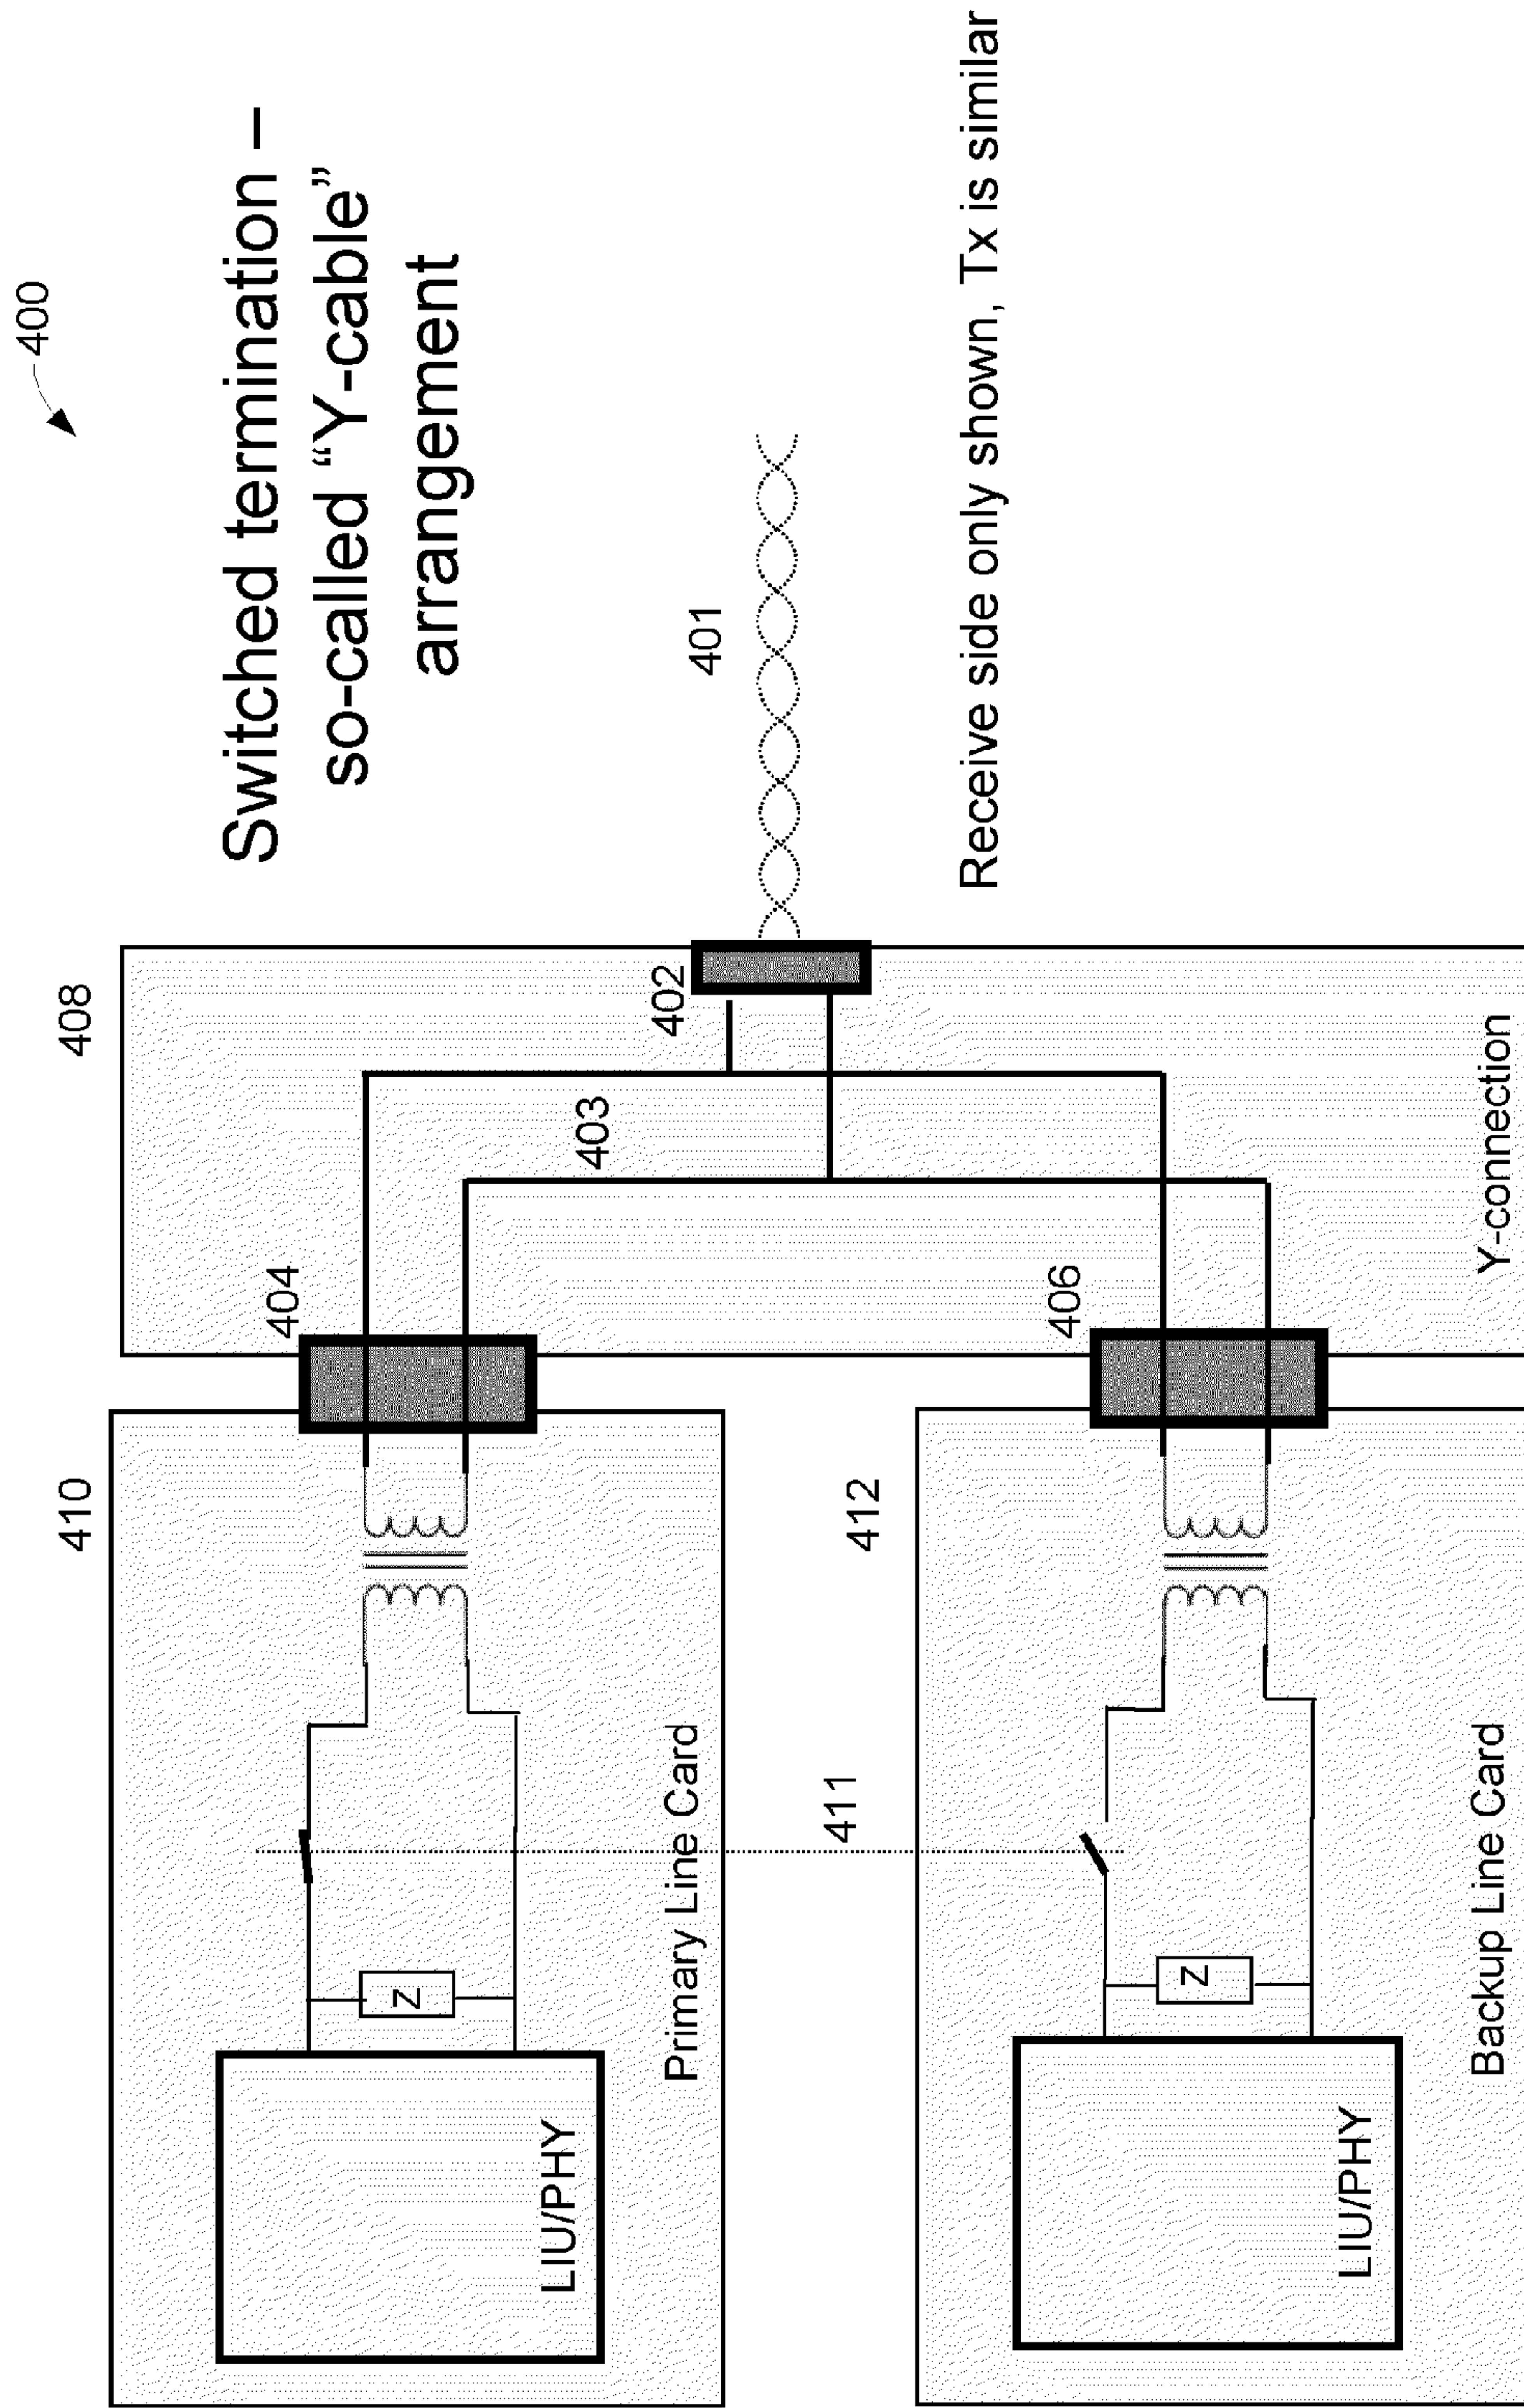 400
Switched termination –
so-called “Y-cable”
arrangement
408
410
404
402
401
403
LIU/PHY
Z
Primary Line Card
Receive side only shown, Tx is similar
411
412
406
LIU/PHY
Z
Backup Line Card
Y-connection